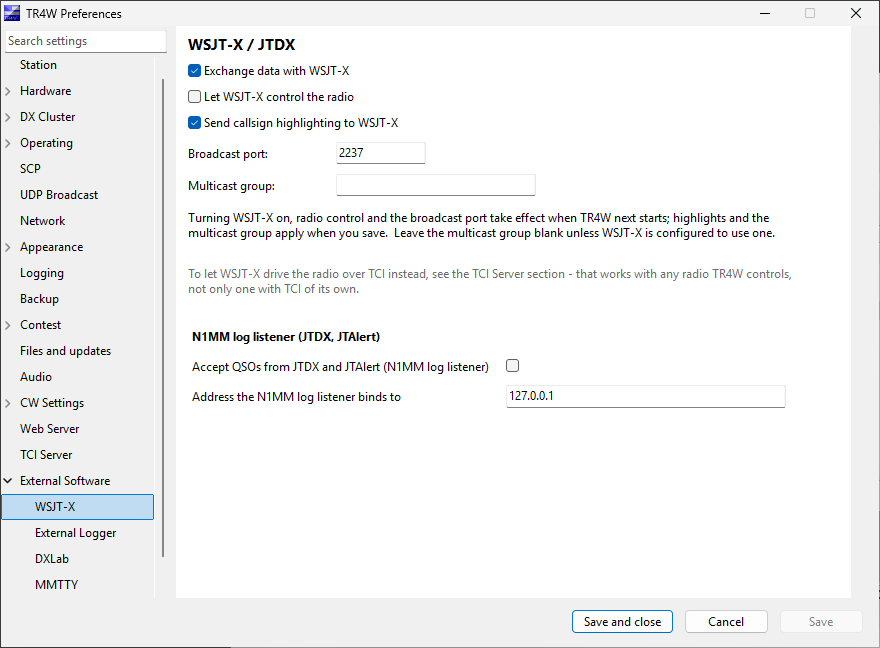 TR4W Preferences
Search settings
Station
Hardware
DX Cluster
Operating
SCP
UDP Broadcast
Network
Appearance
Logging
Backup
Contest
Files and updates
Audio
CW Settings
Web Server
TCI Server
External Software
WSJT-X
External Logger
DXLab
MMTTY
WSJT-X / JTDX
Exchange data with WSJT-X
Let WSJT-X control the radio
Send callsign highlighting to WSJT-X
Broadcast port: 2237
Multicast group:
Turning WSJT-X on, radio control and the broadcast port take effect when TR4W next starts; highlights and the
multicast group apply when you save.  Leave the multicast group blank unless WSJT-X is configured to use one.
To let WSJT-X drive the radio over TCI instead, see the TCI Server section - that works with any radio TR4W controls,
not only one with TCI of its own.
N1MM log listener (JTDX, JTAlert)
Accept QSOs from JTDX and JTAlert (N1MM log listener)
Address the N1MM log listener binds to 127.0.0.1
Save and close Cancel Save